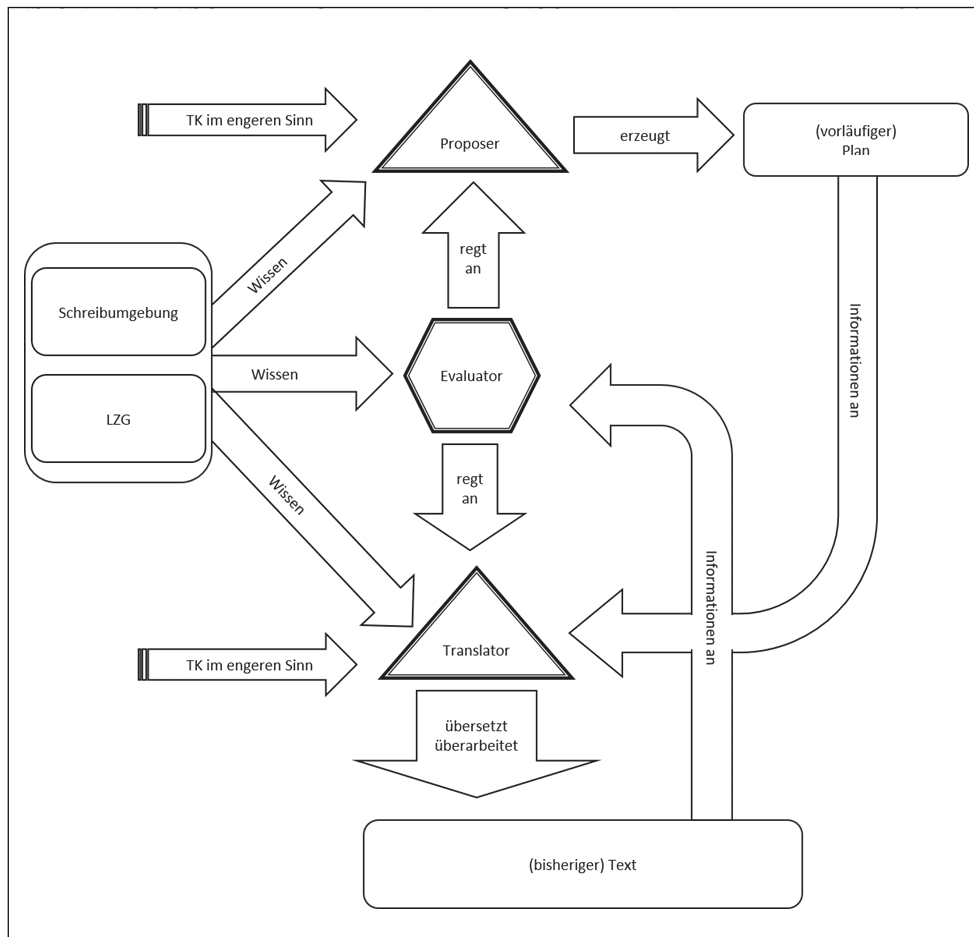 TK im engeren Sinn
Proposer
erzeugt
(vorläufiger)
Plan
Wissen
regt
an
Schreibumgebung
Wissen
Evaluator
LZG
Informationen an
Wissen
regt
an
Informationen an
Translator
TK im engeren Sinn
übersetzt
überarbeitet
(bisheriger) Text